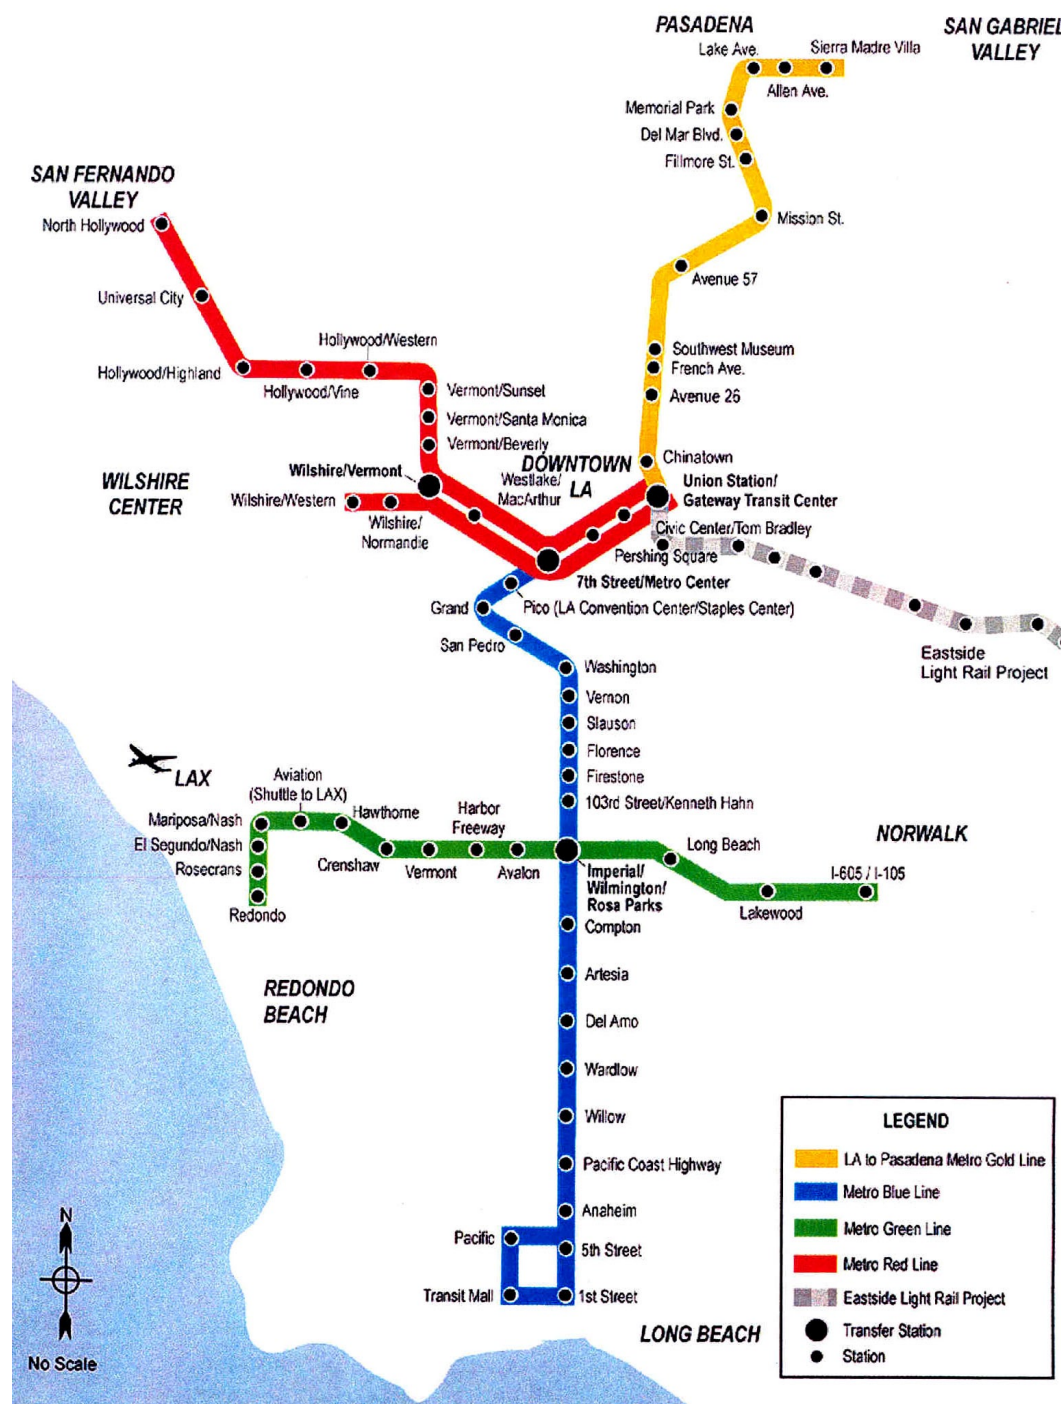 PASADENA
SAN GABRIEL
VALLEY
Lake Ave.
Sierra Madre Villa
Allen Ave.
Memorial Park
Del Mar Blvd.
Fillmore St.
SAN FERNANDO
VALLEY
North Hollywood
Mission St.
Avenue 57
Universal City
Hollywood/Western
Southwest Museum
Hollywood/Highland
French Ave.
Hollywood/Vine
Vermont/Sunset
Avenue 26
Vermont/Santa Monica
Vermont/Beverly
Chinatown
WILSHIRE
CENTER
Wilshire/Vermont
DOWNTOWN
LA
Westlake/
MacArthur
Union Station/
Gateway Transit Center
Wilshire/Western
Wilshire/
Normandie
Civic Center/Tom Bradley
Pershing Square
7th Street/Metro Center
Grand
Pico (LA Convention Center/Staples Center)
San Pedro
Eastside
Light Rail Project
Washington
Vernon
Slauson
Florence
Firestone
103rd Street/Kenneth Hahn
LAX
Aviation
(Shuttle to LAX)
Mariposa/Nash
Hawthorne
Harbor
Freeway
El Segundo/Nash
Rosecrans
Redondo
Crenshaw
Vermont
Avalon
Imperial/
Wilmington/
Rosa Parks
Long Beach
NORWALK
I-605 / I-105
Lakewood
Compton
REDONDO
BEACH
Artesia
Del Amo
Wardlow
Willow
Pacific Coast Highway
Anaheim
Pacific
5th Street
Transit Mall
1st Street
LONG BEACH
N
No Scale
LEGEND
LA to Pasadena Metro Gold Line
Metro Blue Line
Metro Green Line
Metro Red Line
Eastside Light Rail Project
Transfer Station
Station